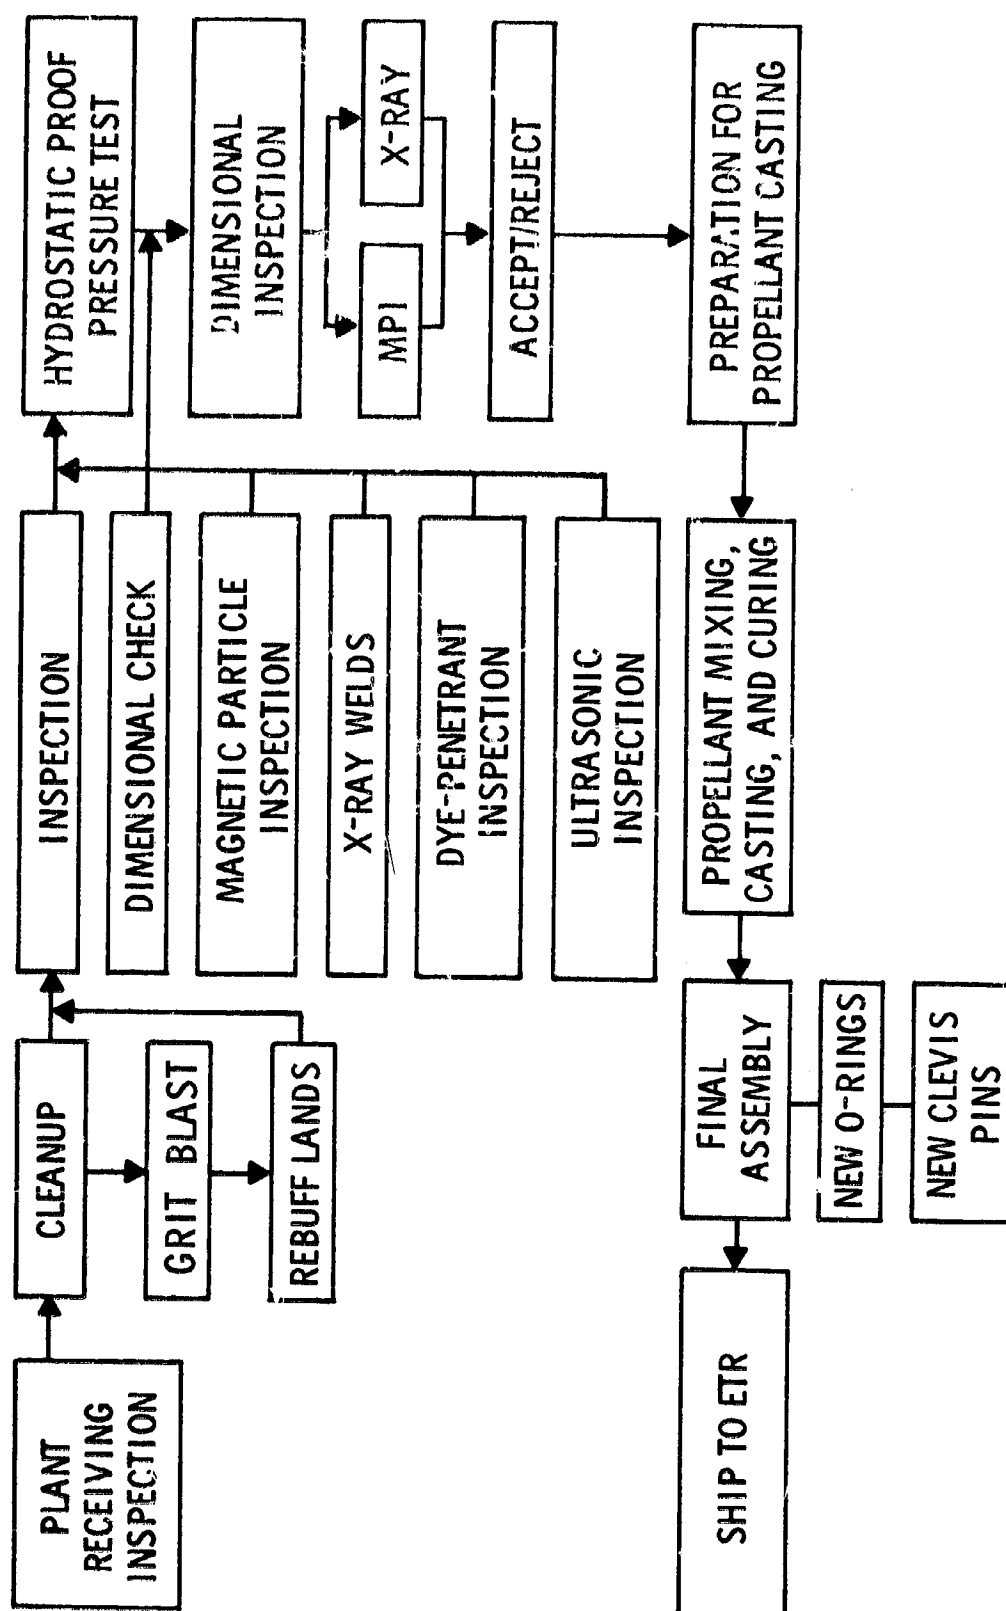 PLANT
RECEIVING
INSPECTION
CLEANUP
GRIT BLAST
REBUFF LANDS
INSPECTION
DIMENSIONAL CHECK
MAGNETIC PARTICLE
INSPECTION
X-RAY WELDS
DYE-PENETRANT
INSPECTION
ULTRASONIC
INSPECTION
HYDROSTATIC PROOF
PRESSURE TEST
DIMENSIONAL
INSPECTION
MPI
X-RAY
ACCEPT/REJECT
PREPARATION FOR
PROPELLANT CASTING
PROPELLANT MIXING,
CASTING, AND CURING
FINAL
ASSEMBLY
NEW O-RINGS
NEW CLEVIS
PINS
SHIP TO ETR